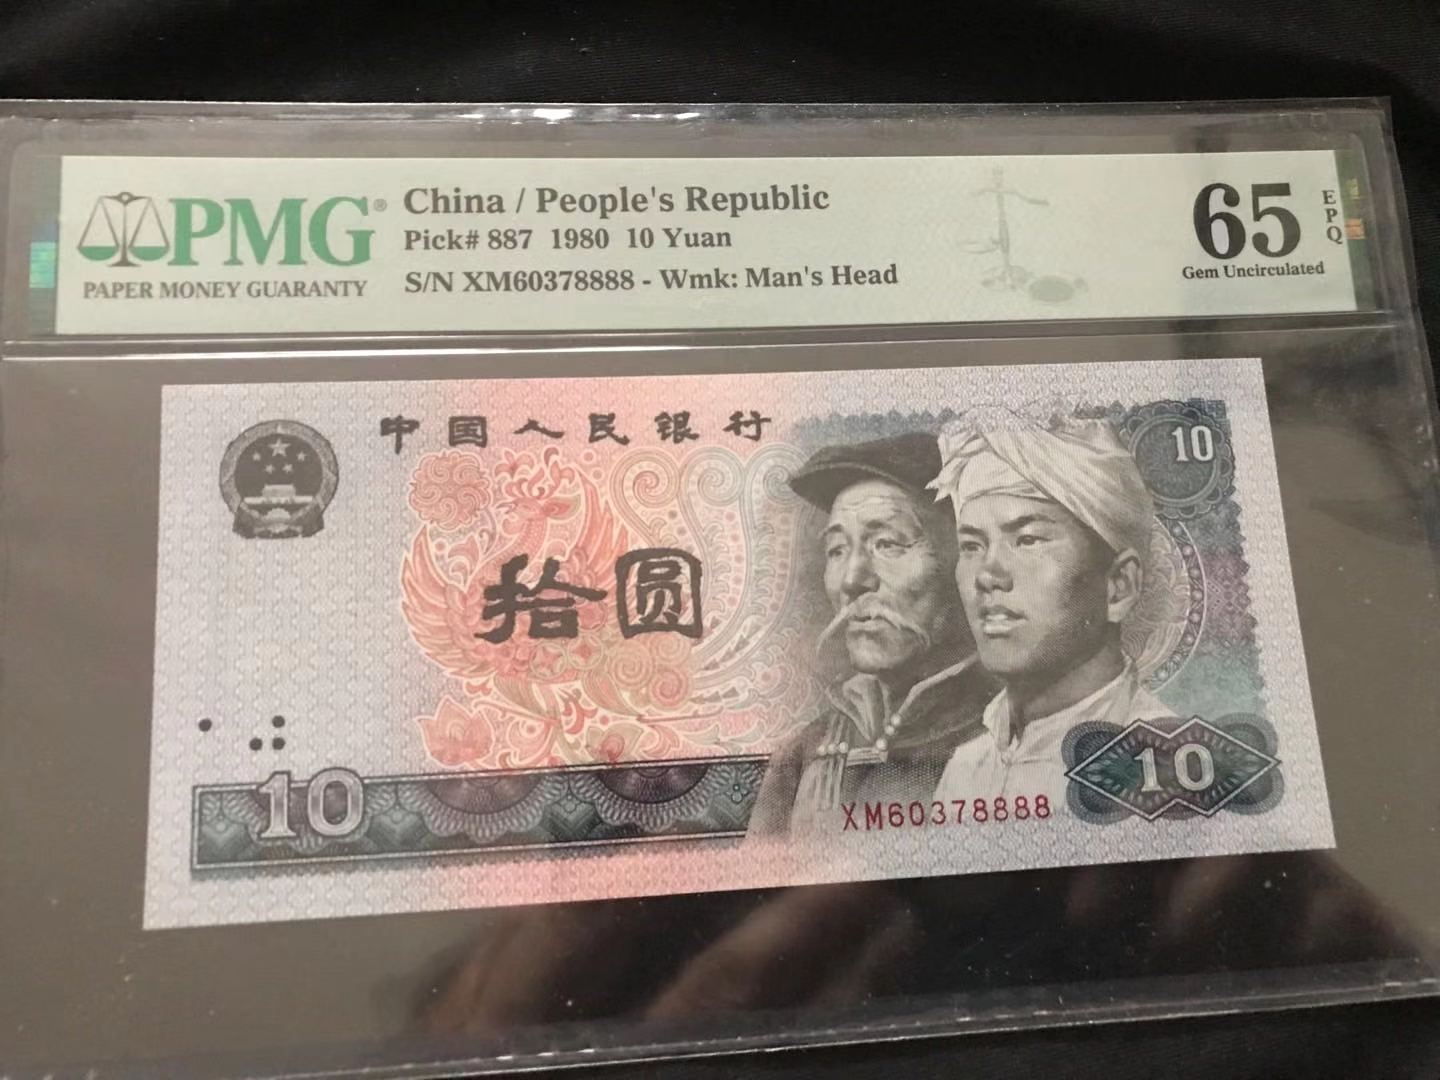 PMG®
PAPER MONEY GUARANTY
China / People's Republic
Pick# 887 1980 10 Yuan
S/N XM60378888 - Wmk: Man's Head
65
EPQ
Gem Uncirculated
中国人民银行
10
拾圆
10
XM60378888
10